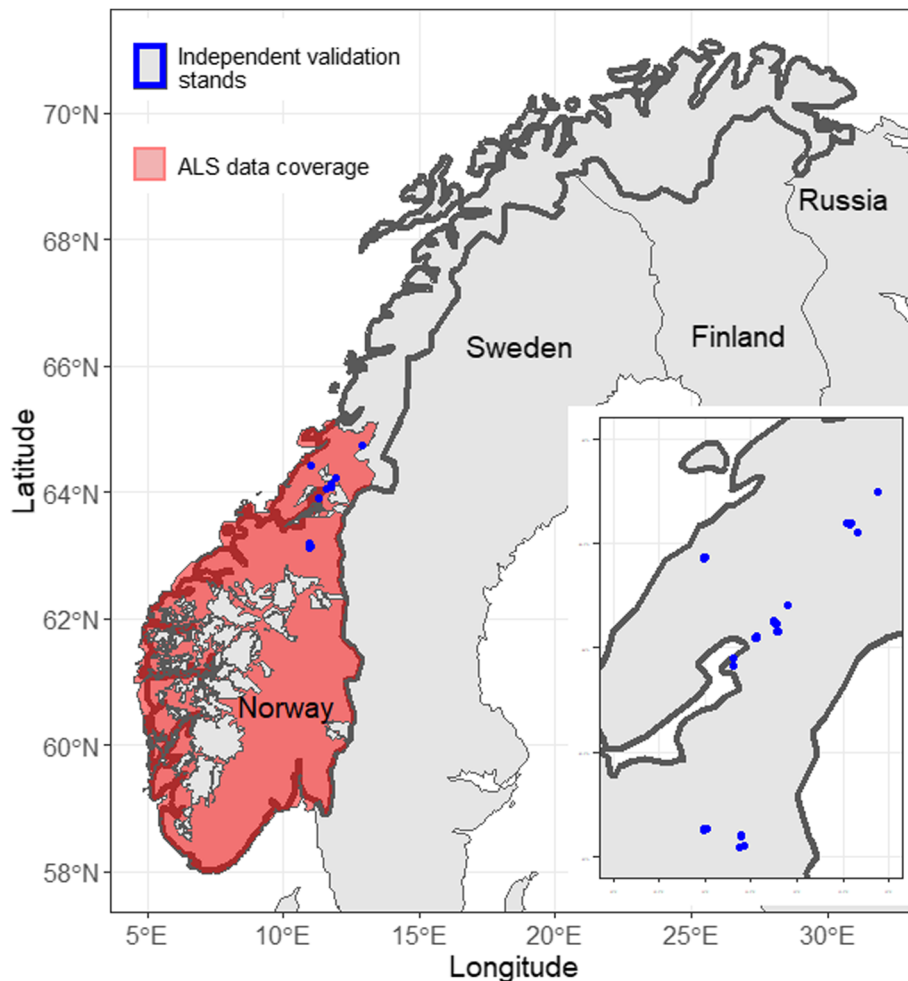 Independent validation
stands
ALS data coverage
70°N
68°N
66°N
64°N
62°N
60°N
58°N
Latitude
Russia
Finland
Sweden
Norway
5°E
10°E
15°E
20°E
25°E
30°E
Longitude